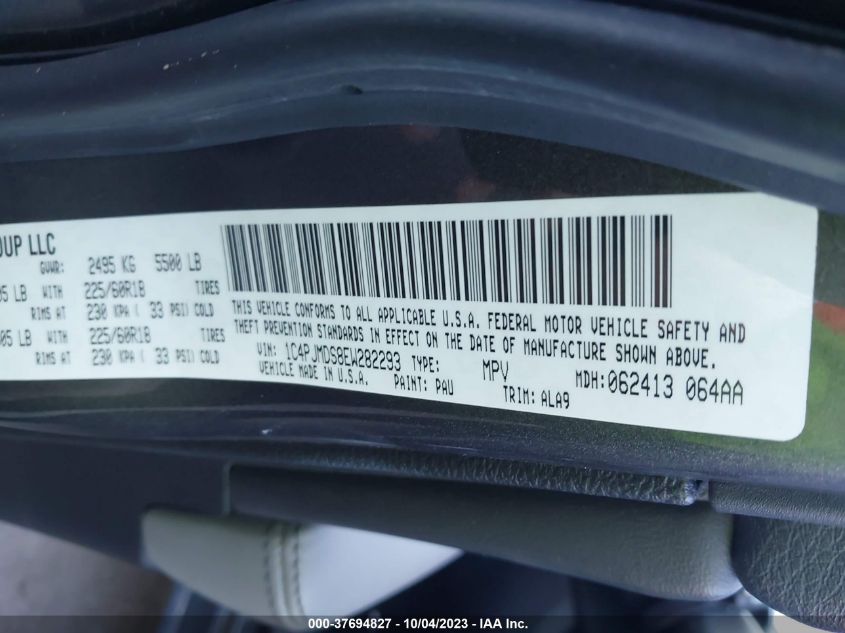 OUP LLC
GVWR: 2495 KG 5500 LB
05 LB WITH 225/60R18 TIRES
RIMS AT 230 KPA ( 33 PSI) COLD
05 LB WITH 225/60R18 TIRES
RIMS AT 230 KPA ( 33 PSI) COLD
THIS VEHICLE CONFORMS TO ALL APPLICABLE U.S.A. FEDERAL MOTOR VEHICLE SAFETY AND
THEFT PREVENTION STANDARDS IN EFFECT ON THE DATE OF MANUFACTURE SHOWN ABOVE.
VIN: 1C4PJMDS8EW282293 TYPE: MPV MDH:062413 064AA
VEHICLE MADE IN U.S.A. PAINT: PAU TRIM: ALA9
000-37694827 - 10/04/2023 - IAA Inc.